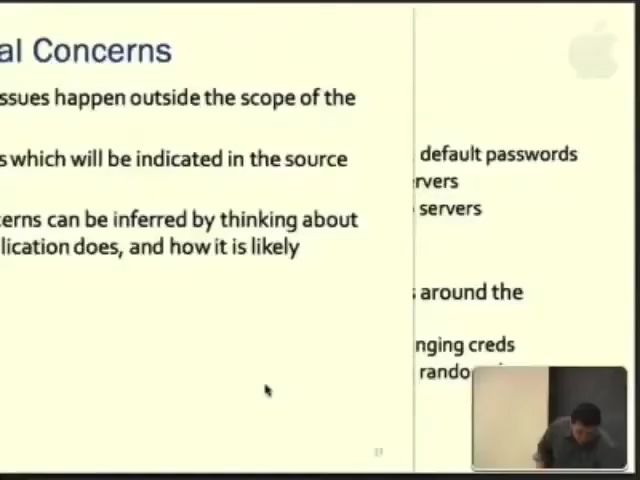 al Concerns
ssues happen outside the scope of the
s which will be indicated in the source
erns can be inferred by thinking about
lication does, and how it is likely
default passwords
rvers
servers
s around the
nging creds
rando
27